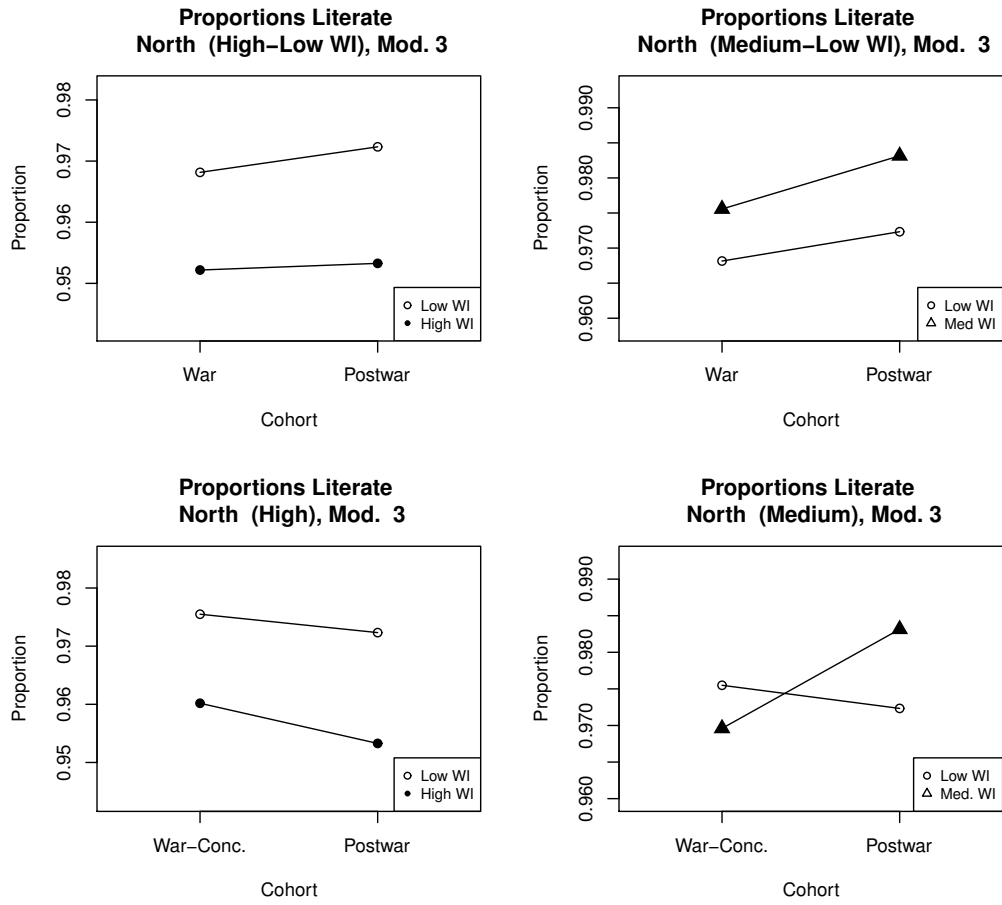 Proportions Literate
North (High−Low WI), Mod. 3
0.98
0.97
0.96
0.95
Proportion
Low WI
High WI
War
Postwar
Cohort
Proportions Literate
North (Medium−Low WI), Mod. 3
0.990
0.980
0.970
0.960
Proportion
Low WI
Med WI
War
Postwar
Cohort
Proportions Literate
North (High), Mod. 3
0.98
0.97
0.96
0.95
Proportion
Low WI
High WI
War−Conc.
Postwar
Cohort
Proportions Literate
North (Medium), Mod. 3
0.990
0.980
0.970
0.960
Proportion
Low WI
Med. WI
War−Conc.
Postwar
Cohort